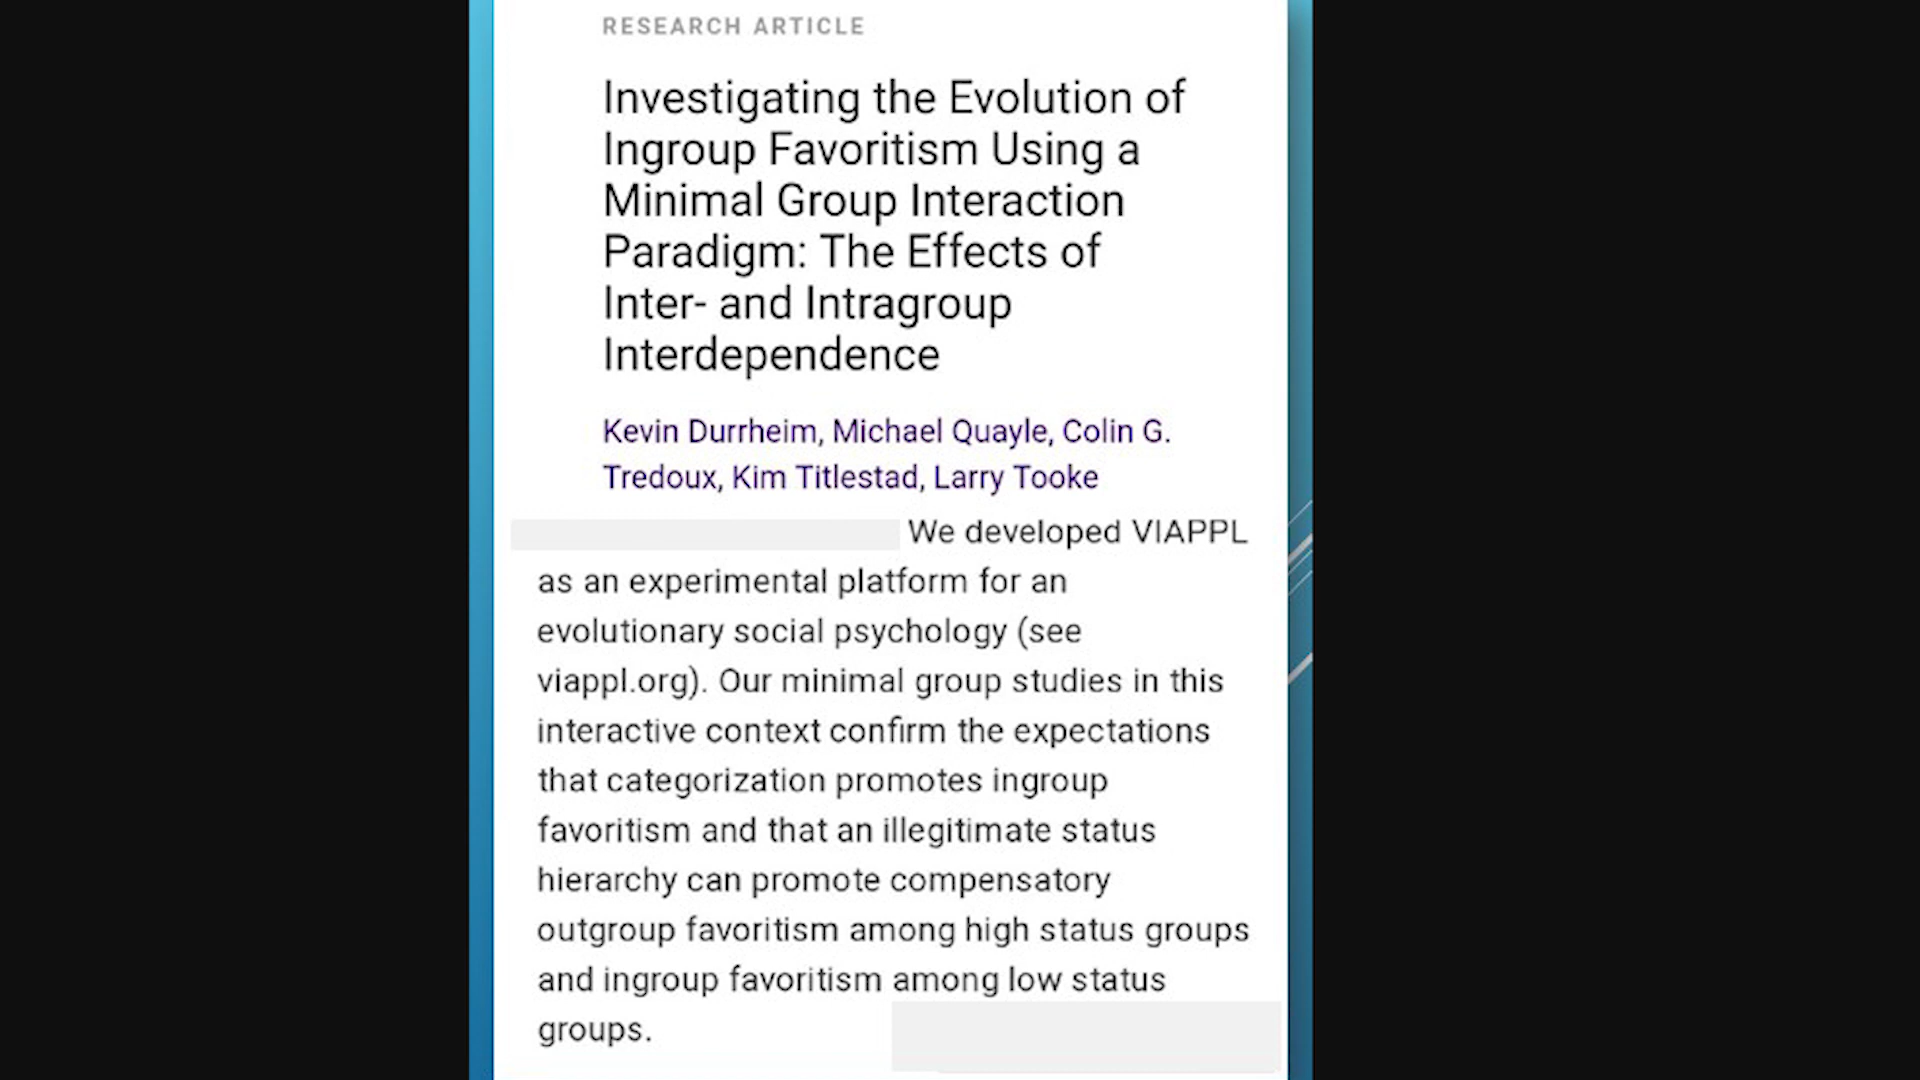 RESEARCH ARTICLE
Investigating the Evolution of
Ingroup Favoritism Using a
Minimal Group Interaction
Paradigm: The Effects of
Inter- and Intragroup
Interdependence
Kevin Durrheim, Michael Quayle, Colin G.
Tredoux, Kim Titlestad, Larry Tooke
We developed VIAPPL
as an experimental platform for an
evolutionary social psychology (see
viappl.org). Our minimal group studies in this
interactive context confirm the expectations
that categorization promotes ingroup
favoritism and that an illegitimate status
hierarchy can promote compensatory
outgroup favoritism among high status groups
and ingroup favoritism among low status
groups.